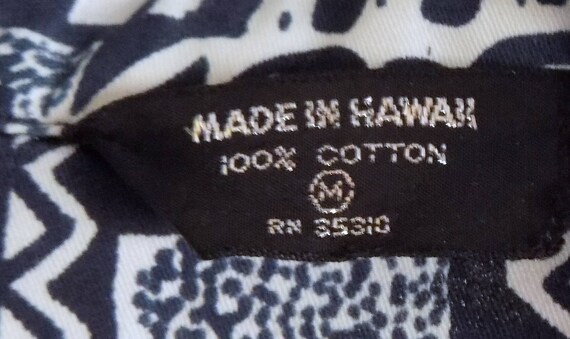 MADE IN HAWAII
100% COTTON
M
RN 35310